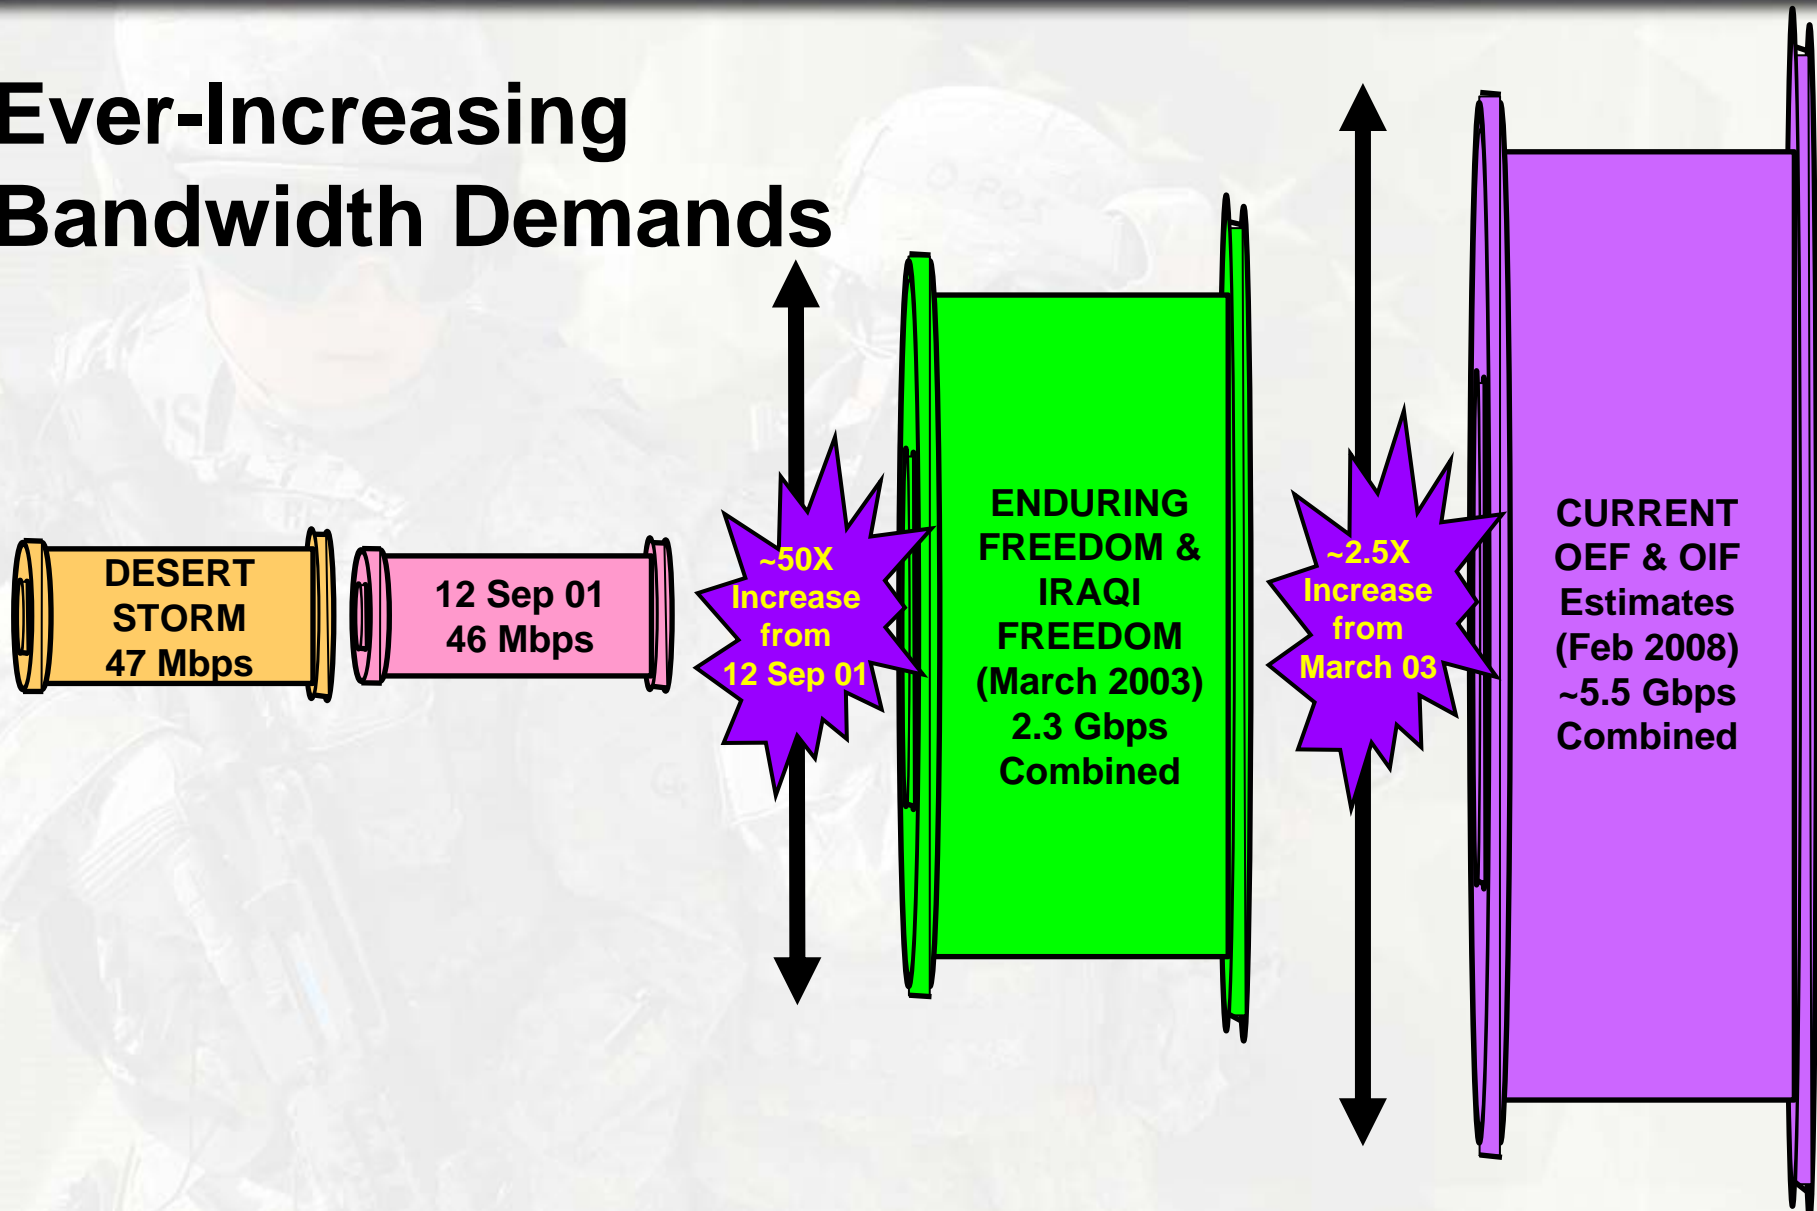 Ever-Increasing
Bandwidth Demands
DESERT
STORM
47 Mbps
12 Sep 01
46 Mbps
~50X
Increase
from
12 Sep 01
ENDURING
FREEDOM &
IRAQI
FREEDOM
(March 2003)
2.3 Gbps
Combined
~2.5X
Increase
from
March 03
CURRENT
OEF & OIF
Estimates
(Feb 2008)
~5.5 Gbps
Combined